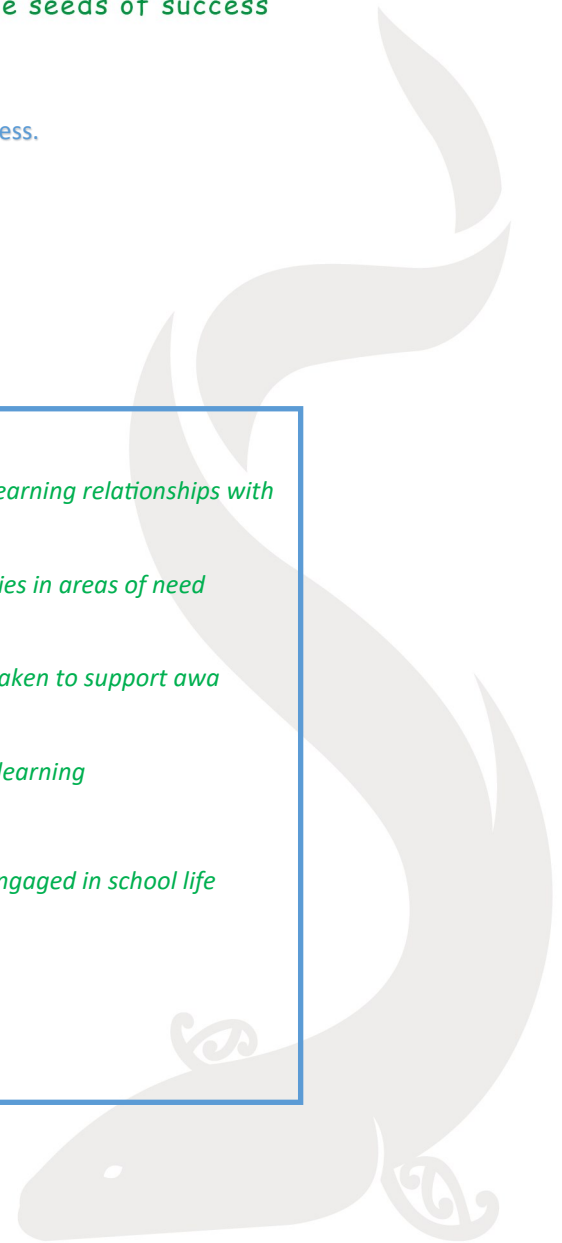 e seeds of success
ess.
earning relationships with
ies in areas of need
aken to support awa
learning
ngaged in school life